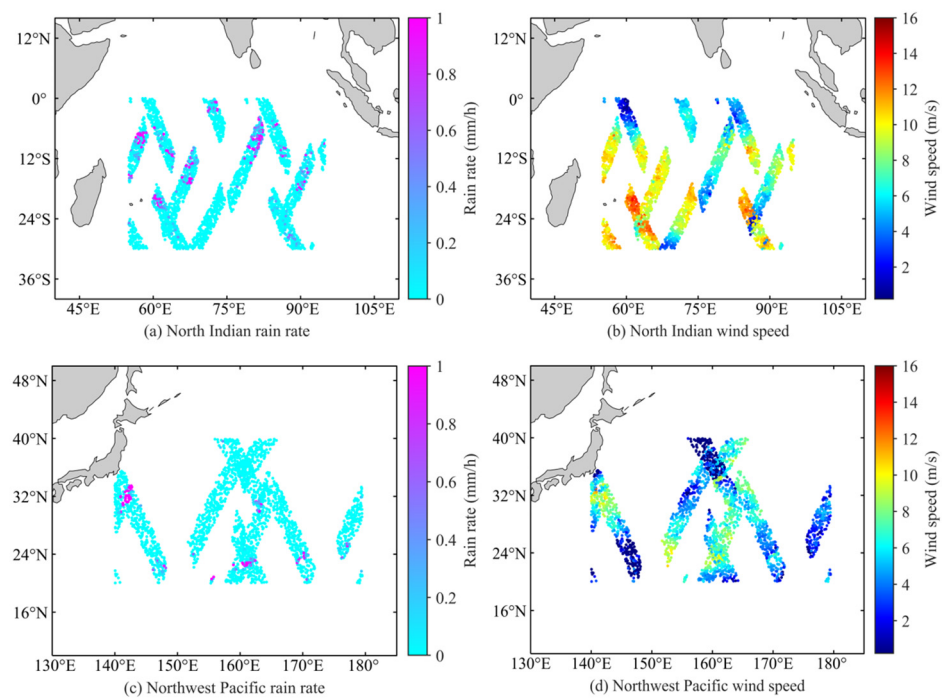 12°N
0°
12°S
24°S
36°S
45°E 60°E 75°E 90°E 105°E
1
0.8
0.6
0.4
0.2
0
Rain rate (mm/h)
(a) North Indian rain rate
12°N
0°
12°S
24°S
36°S
45°E 60°E 75°E 90°E 105°E
16
14
12
10
8
6
4
2
Wind speed (m/s)
(b) North Indian wind speed
48°N
40°N
32°N
24°N
16°N
130°E 140°E 150°E 160°E 170°E 180°
1
0.8
0.6
0.4
0.2
0
Rain rate (mm/h)
(c) Northwest Pacific rain rate
48°N
40°N
32°N
24°N
16°N
130°E 140°E 150°E 160°E 170°E 180°
16
14
12
10
8
6
4
2
Wind speed (m/s)
(d) Northwest Pacific wind speed